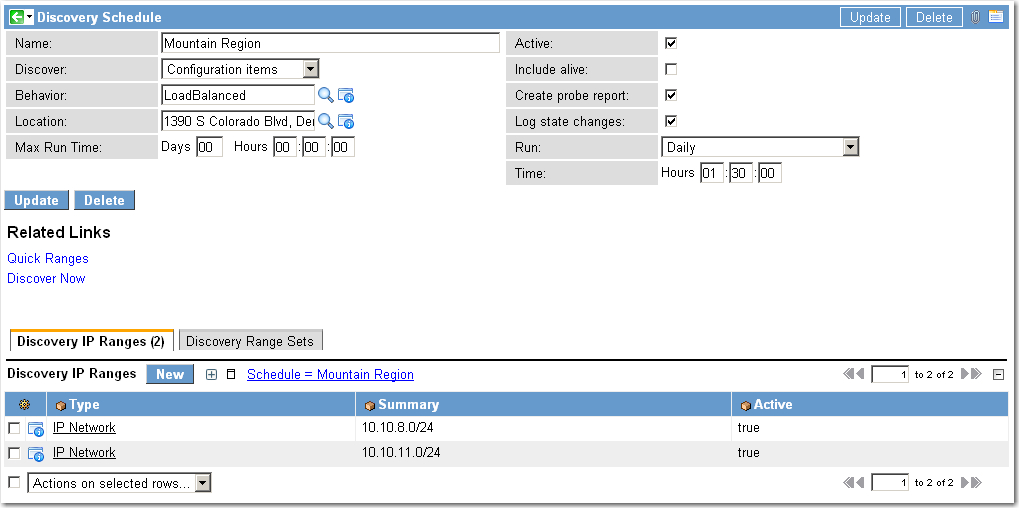 Discovery Schedule Update Delete
Name: Mountain Region Active:
Discover: Configuration items Include alive:
Behavior: LoadBalanced Create probe report:
Location: 1390 S Colorado Blvd, Log state changes:
Max Run Time: Days 00 Hours 00 : 00 : 00 Run: Daily
Time: Hours 01 : 30 : 00
Update Delete
Related Links
Quick Ranges
Discover Now
Discovery IP Ranges (2) Discovery Range Sets
Discovery IP Ranges New Schedule = Mountain Region 1 to 2 of 2
Type Summary Active
IP Network 10.10.8.0/24 true
IP Network 10.10.11.0/24 true
Actions on selected rows... 1 to 2 of 2